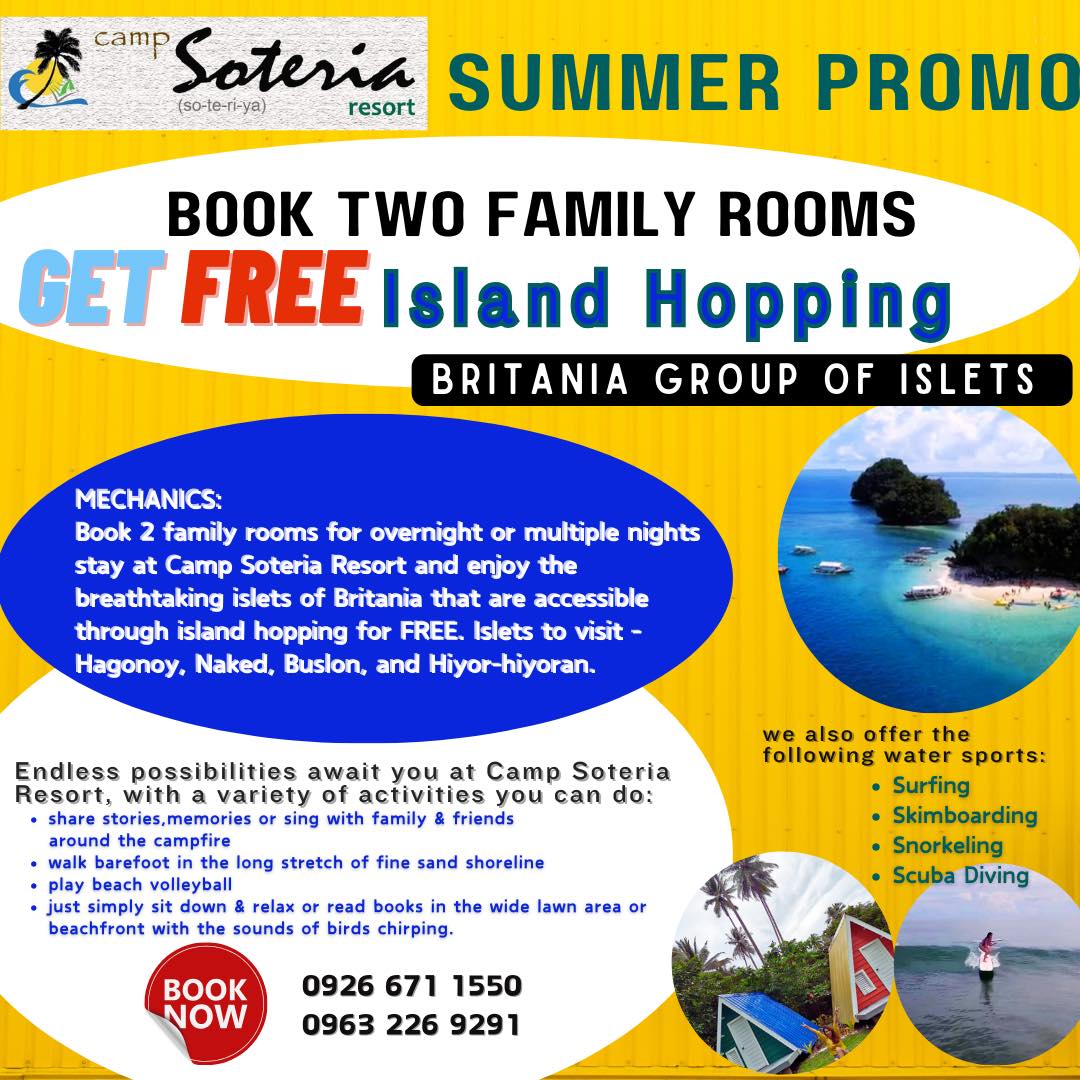 camp
Soteria
(so-te-ri-ya)
resort
SUMMER PROMO
BOOK TWO FAMILY ROOMS
GET FREE Island Hopping
BRITANIA GROUP OF ISLETS
MECHANICS:
Book 2 family rooms for overnight or multiple nights
stay at Camp Soteria Resort and enjoy the
breathtaking islets of Britania that are accessible
through island hopping for FREE. Islets to visit -
Hagonoy, Naked, Buslon, and Hiyor-hiyoran.
we also offer the
following water sports:
• Surfing
• Skimboarding
• Snorkeling
• Scuba Diving
Endless possibilities await you at Camp Soteria
Resort, with a variety of activities you can do:
• share stories,memories or sing with family & friends
around the campfire
• walk barefoot in the long stretch of fine sand shoreline
• play beach volleyball
• just simply sit down & relax or read books in the wide lawn area or
beachfront with the sounds of birds chirping.
BOOK
NOW
0926 671 1550
0963 226 9291